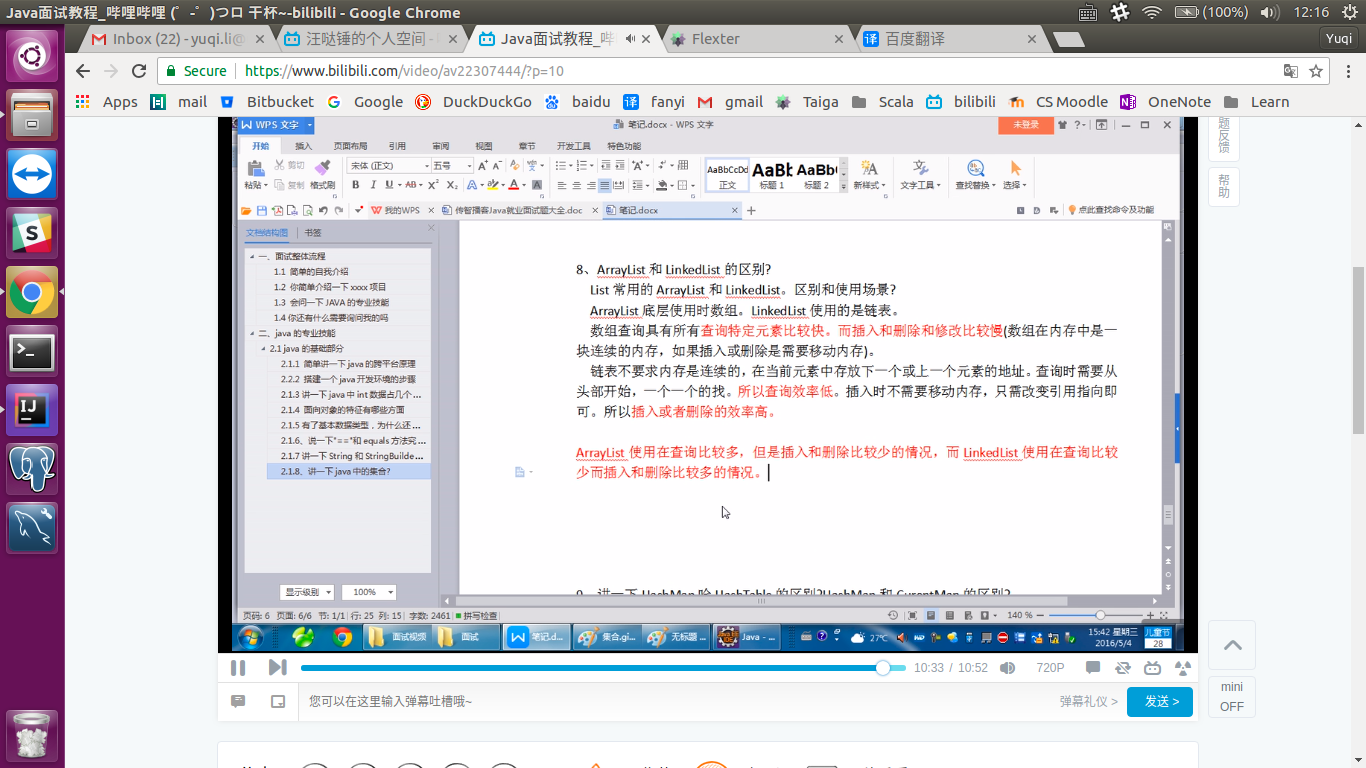 Java面试教程_哔哩哔哩 (゜-゜)つロ 干杯~-bilibili - Google Chrome
(100%)
12:16
Inbox (22) - yuqi.li@
汪哒锤的个人空间 -
Java面试教程_哔
Flexter
百度翻译
Yuqi
Secure
https://www.bilibili.com/video/av22307444/?p=10
Apps
mail
Bitbucket
Google
DuckDuckGo
baidu
fanyi
gmail
Taiga
Scala
bilibili
CS Moodle
OneNote
Learn
WPS 文字
笔记.docx - WPS 文字
未登录
开始
插入
页面布局
引用
审阅
视图
章节
开发工具
特色功能
粘贴
剪切
复制
格式刷
宋体 (正文)
五号
AaBbCcDd
正文
AaBb
标题 1
AaBb
标题 2
新样式
文字工具
查找替换
选择
我的WPS
传智播客Java就业面试题大全.doc
笔记.docx
点此查找命令及功能
文档结构图
书签
一、面试整体流程
1.1 简单的自我介绍
1.2 你简单介绍一下 xxxx 项目
1.3 会问一下 JAVA 的专业技能
1.4 你还有什么需要询问我的吗
二、java 的专业技能
2.1 java 的基础部分
2.1.1 简单讲一下 java 的跨平台原理
2.2.2 搭建一个 java 开发环境的步骤
2.1.3 讲一下 java 中 int 数据占几个 ...
2.1.4 面向对象的特征有哪些方面
2.1.5 有了基本数据类型，为什么还 ...
2.1.6、说一下"=="和 equals 方法究 ...
2.1.7 讲一下 String 和 StringBuilde...
2.1.8、讲一下 java 中的集合?
8、ArrayList 和 LinkedList 的区别?
List 常用的 ArrayList 和 LinkedList。区别和使用场景?
ArrayList 底层使用时数组。LinkedList 使用的是链表。
数组查询具有所有查询特定元素比较快。而插入和删除和修改比较慢(数组在内存中是一
块连续的内存，如果插入或删除是需要移动内存)。
链表不要求内存是连续的，在当前元素中存放下一个或上一个元素的地址。查询时需要从
头部开始，一个一个的找。所以查询效率低。插入时不需要移动内存，只需改变引用指向即
可。所以插入或者删除的效率高。
ArrayList 使用在查询比较多，但是插入和删除比较少的情况，而 LinkedList 使用在查询比较
少而插入和删除比较多的情况。
显示级别
100%
页码: 6 页面: 6/6 节: 1/1 行: 25 列: 15 字数: 2461 拼写检查
140 %
面试视频
面试
笔记.d...
集合.gi...
无标题 ...
Java - ...
27℃
15:42 星期三
2016/5/4
儿童节
28
10:33 / 10:52
720P
您可以在这里输入弹幕吐槽哦~
弹幕礼仪 >
发送 >
题反馈
帮助
mini
OFF